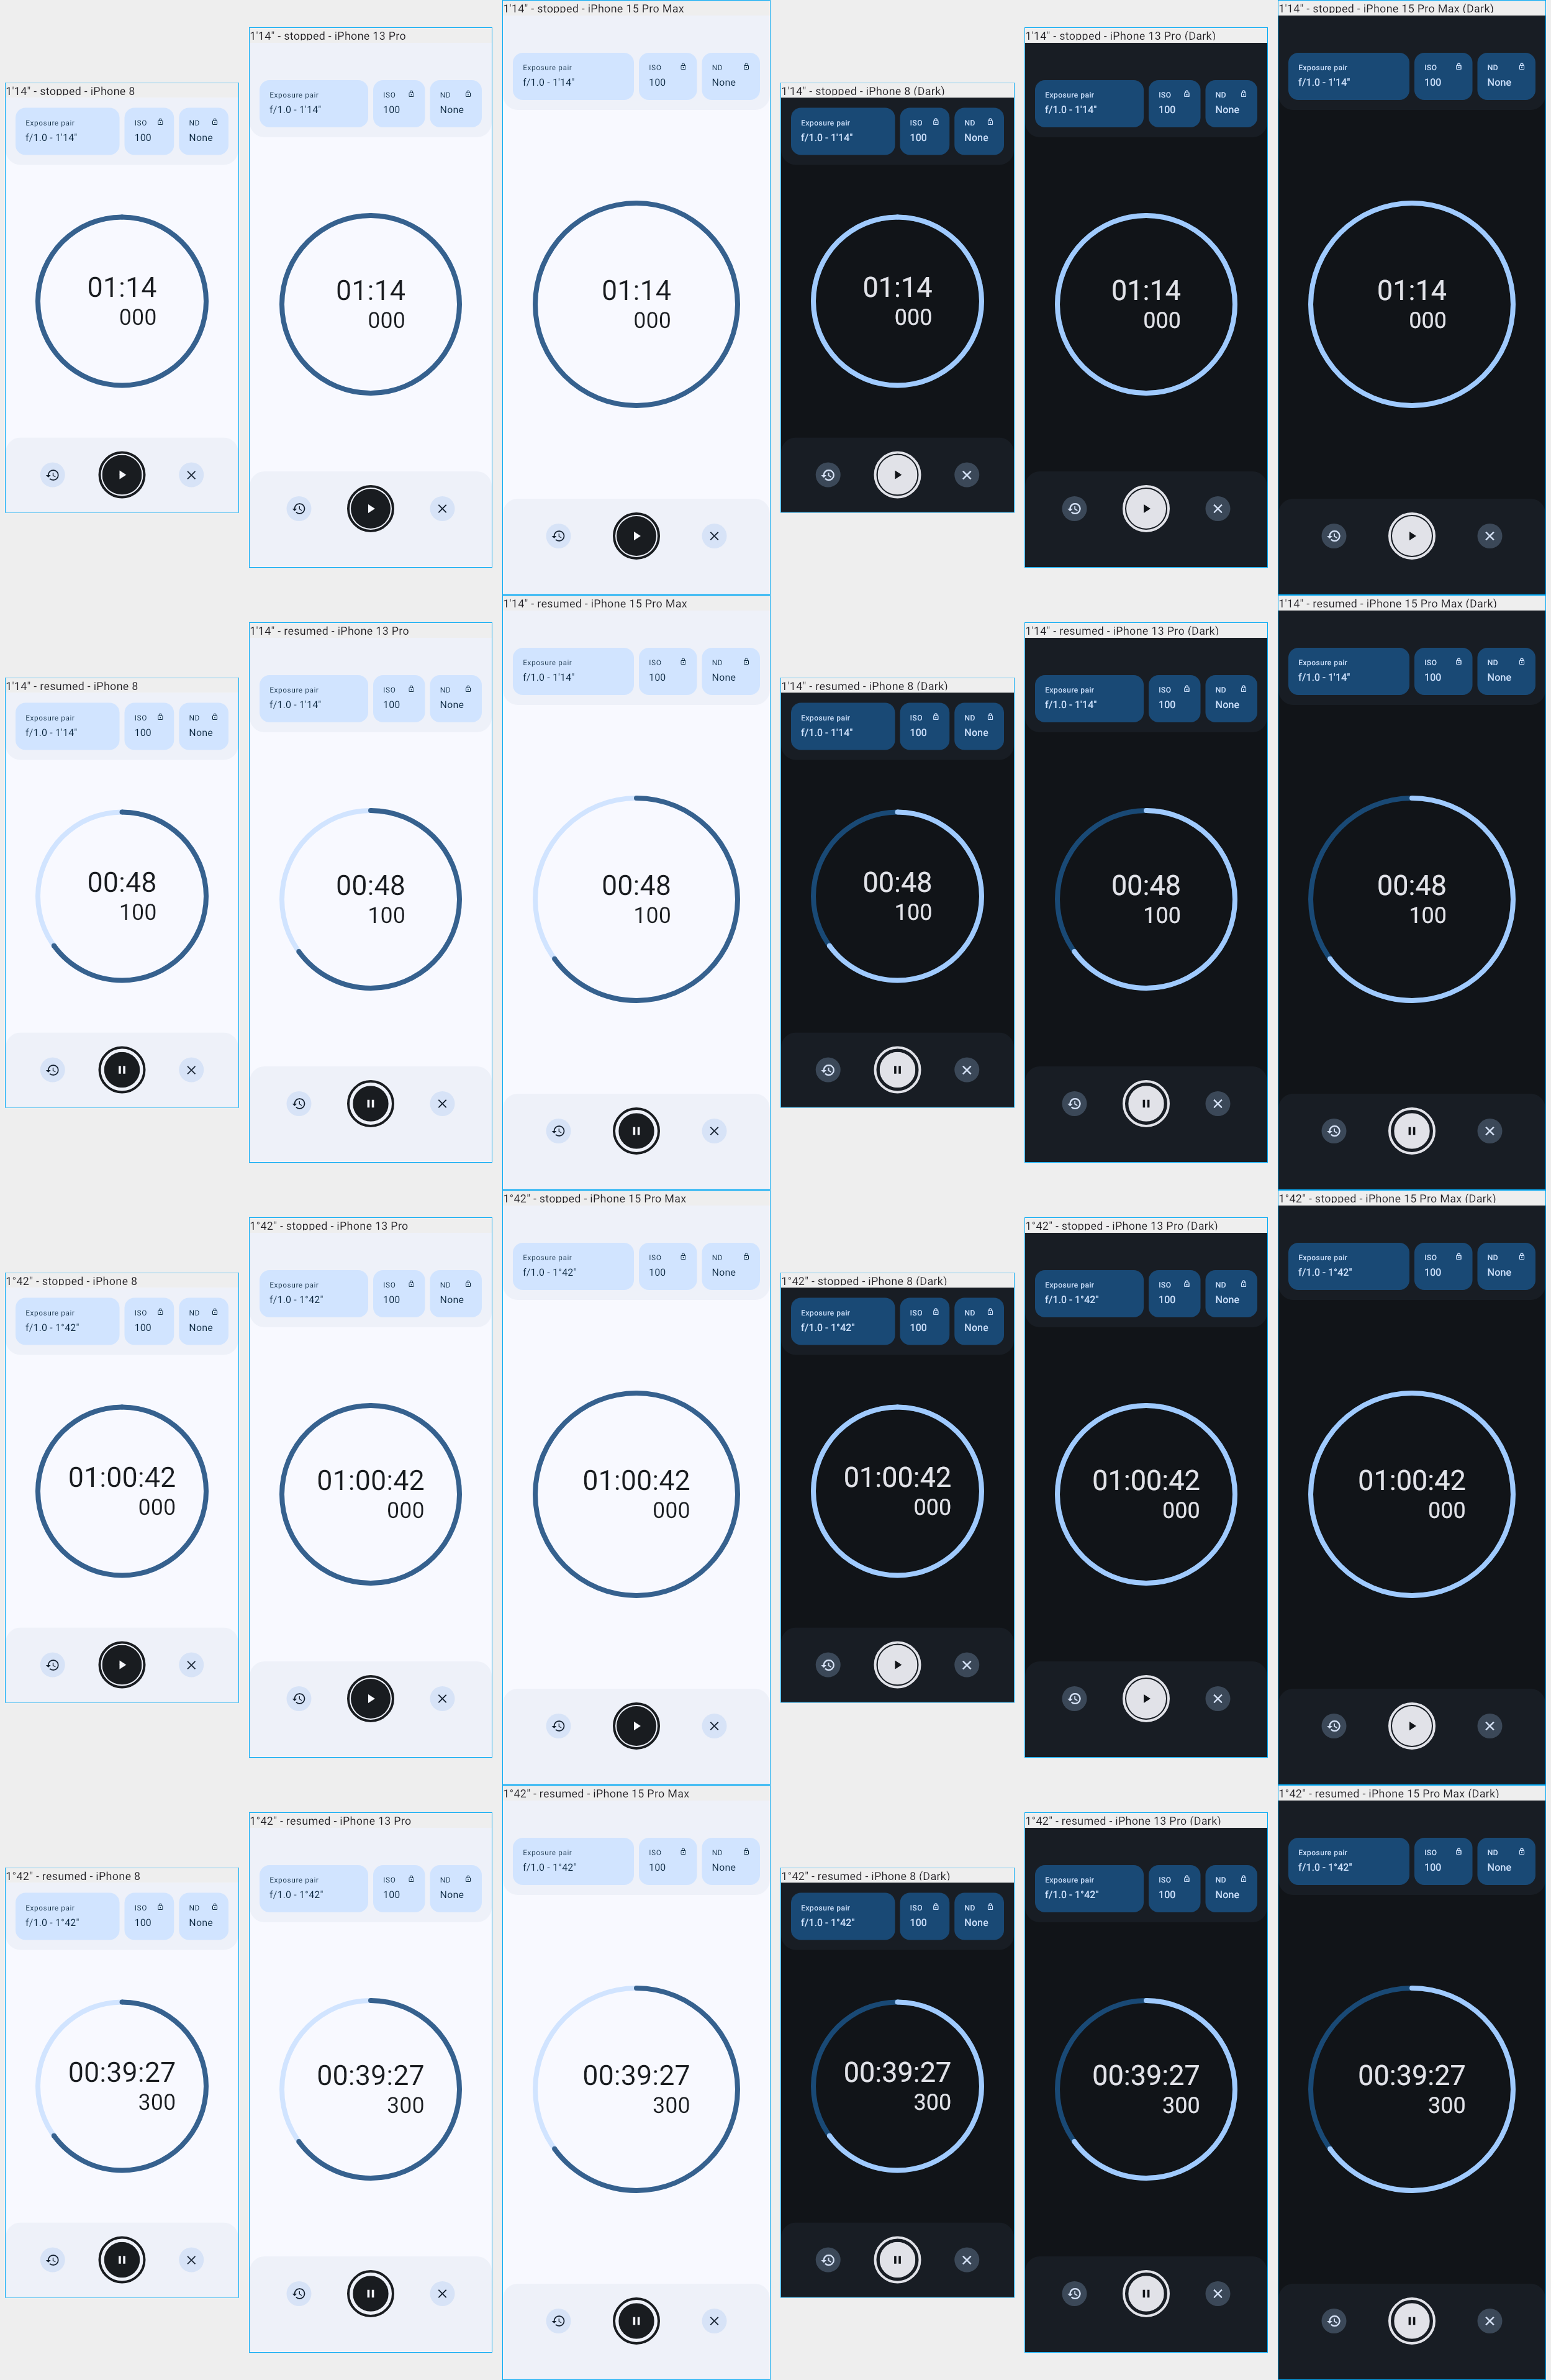 1'14" - stopped - iPhone 8
Exposure pair ISO ND
f/1.0 - 1'14" 100 None
01:14
000
1'14" - stopped - iPhone 13 Pro
Exposure pair ISO ND
f/1.0 - 1'14" 100 None
01:14
000
1'14" - stopped - iPhone 15 Pro Max
Exposure pair ISO ND
f/1.0 - 1'14" 100 None
01:14
000
1'14" - stopped - iPhone 8 (Dark)
Exposure pair ISO ND
f/1.0 - 1'14" 100 None
01:14
000
1'14" - stopped - iPhone 13 Pro (Dark)
Exposure pair ISO ND
f/1.0 - 1'14" 100 None
01:14
000
1'14" - stopped - iPhone 15 Pro Max (Dark)
Exposure pair ISO ND
f/1.0 - 1'14" 100 None
01:14
000
1'14" - resumed - iPhone 8
Exposure pair ISO ND
f/1.0 - 1'14" 100 None
00:48
100
1'14" - resumed - iPhone 13 Pro
Exposure pair ISO ND
f/1.0 - 1'14" 100 None
00:48
100
1'14" - resumed - iPhone 15 Pro Max
Exposure pair ISO ND
f/1.0 - 1'14" 100 None
00:48
100
1'14" - resumed - iPhone 8 (Dark)
Exposure pair ISO ND
f/1.0 - 1'14" 100 None
00:48
100
1'14" - resumed - iPhone 13 Pro (Dark)
Exposure pair ISO ND
f/1.0 - 1'14" 100 None
00:48
100
1'14" - resumed - iPhone 15 Pro Max (Dark)
Exposure pair ISO ND
f/1.0 - 1'14" 100 None
00:48
100
1°42" - stopped - iPhone 8
Exposure pair ISO ND
f/1.0 - 1°42" 100 None
01:00:42
000
1°42" - stopped - iPhone 13 Pro
Exposure pair ISO ND
f/1.0 - 1°42" 100 None
01:00:42
000
1°42" - stopped - iPhone 15 Pro Max
Exposure pair ISO ND
f/1.0 - 1°42" 100 None
01:00:42
000
1°42" - stopped - iPhone 8 (Dark)
Exposure pair ISO ND
f/1.0 - 1°42" 100 None
01:00:42
000
1°42" - stopped - iPhone 13 Pro (Dark)
Exposure pair ISO ND
f/1.0 - 1°42" 100 None
01:00:42
000
1°42" - stopped - iPhone 15 Pro Max (Dark)
Exposure pair ISO ND
f/1.0 - 1°42" 100 None
01:00:42
000
1°42" - resumed - iPhone 8
Exposure pair ISO ND
f/1.0 - 1°42" 100 None
00:39:27
300
1°42" - resumed - iPhone 13 Pro
Exposure pair ISO ND
f/1.0 - 1°42" 100 None
00:39:27
300
1°42" - resumed - iPhone 15 Pro Max
Exposure pair ISO ND
f/1.0 - 1°42" 100 None
00:39:27
300
1°42" - resumed - iPhone 8 (Dark)
Exposure pair ISO ND
f/1.0 - 1°42" 100 None
00:39:27
300
1°42" - resumed - iPhone 13 Pro (Dark)
Exposure pair ISO ND
f/1.0 - 1°42" 100 None
00:39:27
300
1°42" - resumed - iPhone 15 Pro Max (Dark)
Exposure pair ISO ND
f/1.0 - 1°42" 100 None
00:39:27
300